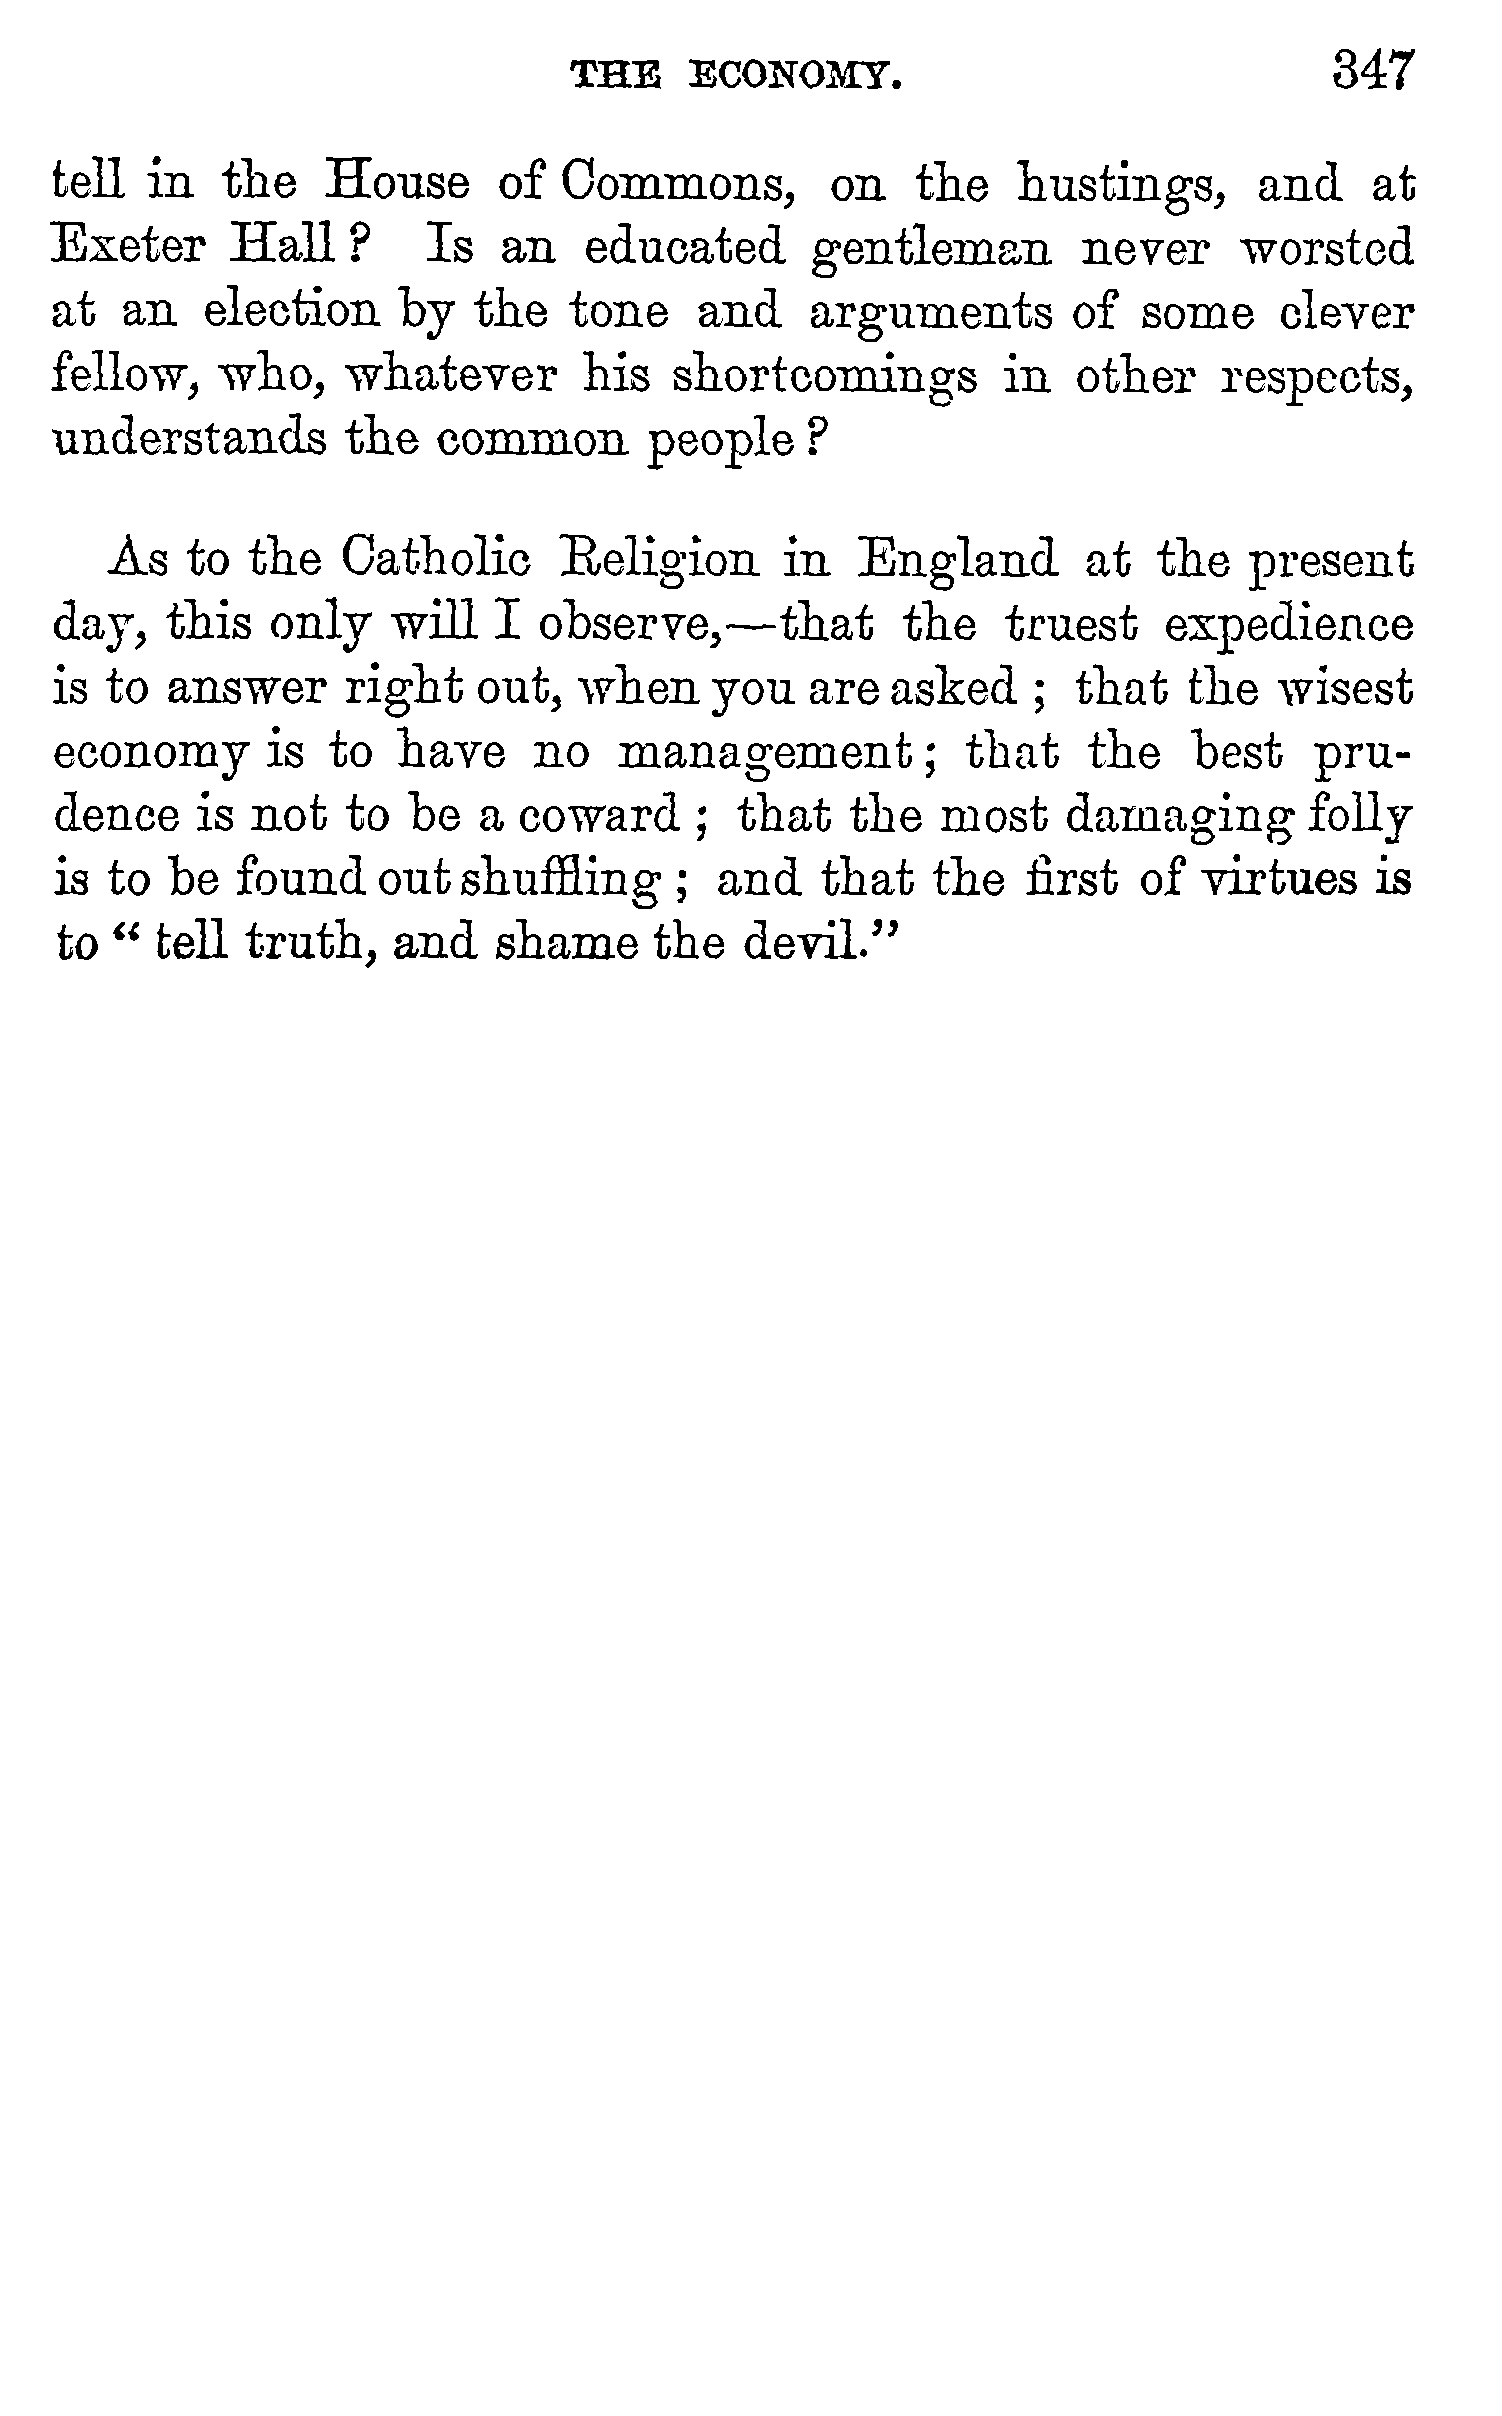 THE ECONOMY. 347
tell in the House of Commons, on the hustings, and at
Exeter Hall? Is an educated gentleman never worsted
at an election by the tone and arguments of some clever
fellow, who, whatever his shortcomings in other respects,
understands the common people?
As to the Catholic Religion in England at the present
day, this only will I observe,—that the truest expedience
is to answer right out, when you are asked; that the wisest
economy is to have no management; that the best pru-
dence is not to be a coward; that the most damaging folly
is to be found out shuffling; and that the first of virtues is
to "tell truth, and shame the devil."